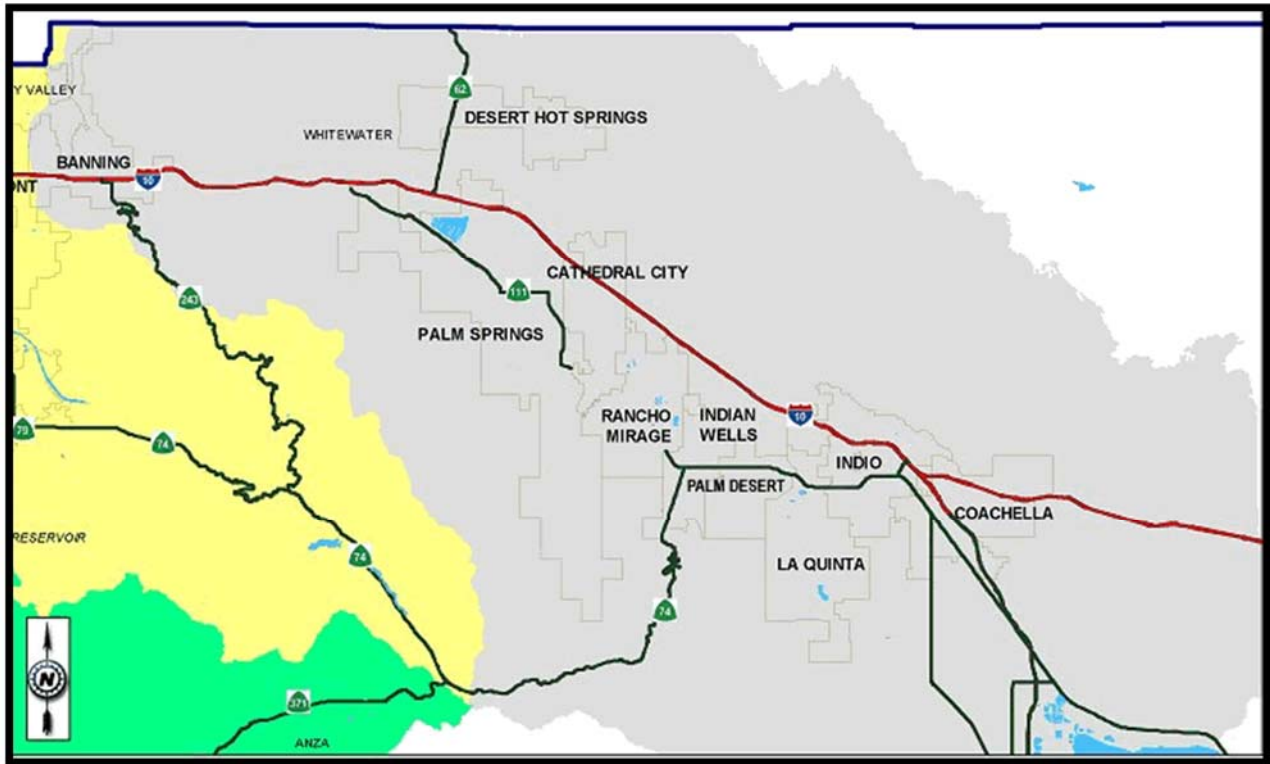 Y VALLEY
62
DESERT HOT SPRINGS
WHITEWATER
BANNING
10
ONT
CATHEDRAL CITY
111
243
PALM SPRINGS
RANCHO
MIRAGE
INDIAN
WELLS
10
79
74
INDIO
PALM DESERT
COACHELLA
RESERVOIR
74
LA QUINTA
74
N
371
ANZA